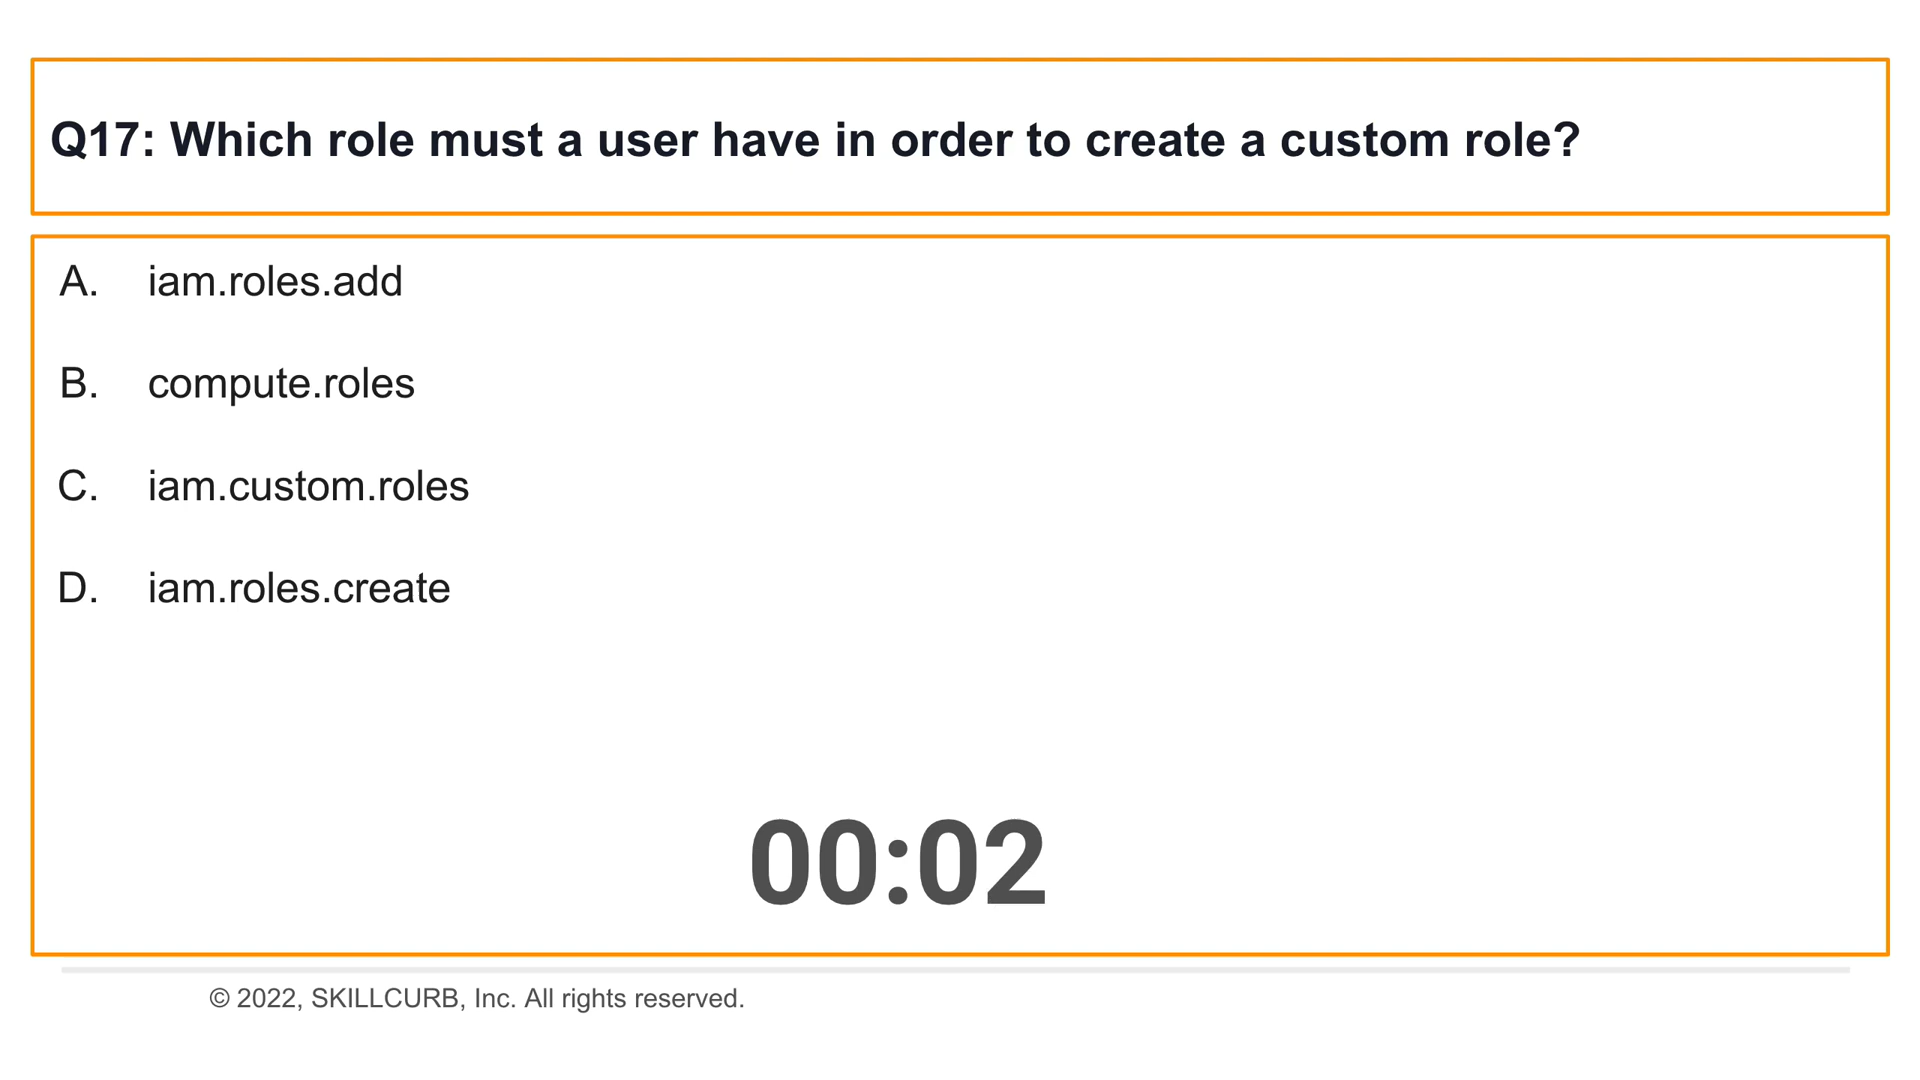 Q17: Which role must a user have in order to create a custom role?
A. iam.roles.add
B. compute.roles
C. iam.custom.roles
D. iam.roles.create
00:02
© 2022, SKILLCURB, Inc. All rights reserved.